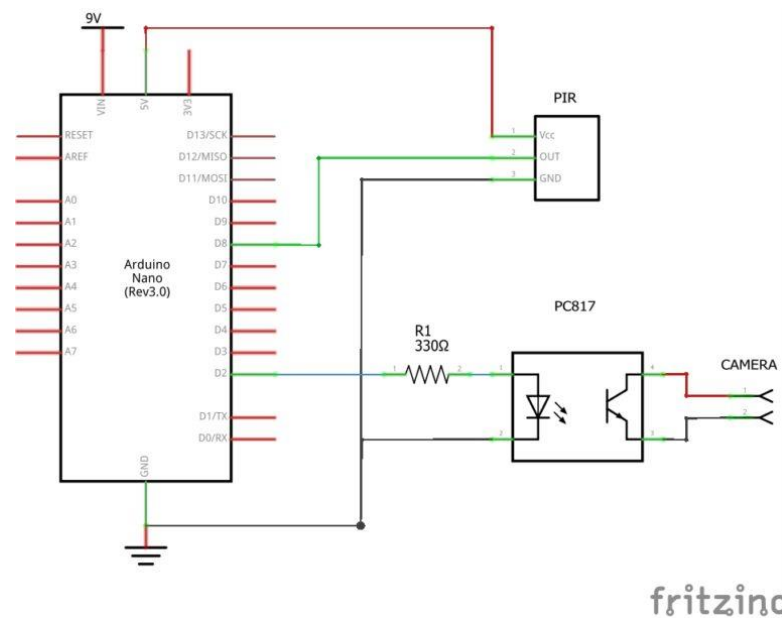 9V
VIN
5V
3V3
RESET
AREF
A0
A1
A2
A3
A4
A5
A6
A7
Arduino
Nano
(Rev3.0)
D13/SCK
D12/MISO
D11/MOSI
D10
D9
D8
D7
D6
D5
D4
D3
D2
D1/TX
D0/RX
GND
PIR
1
Vcc
2
OUT
3
GND
R1
330Ω
1
2
PC817
1
2
4
3
CAMERA
1
2